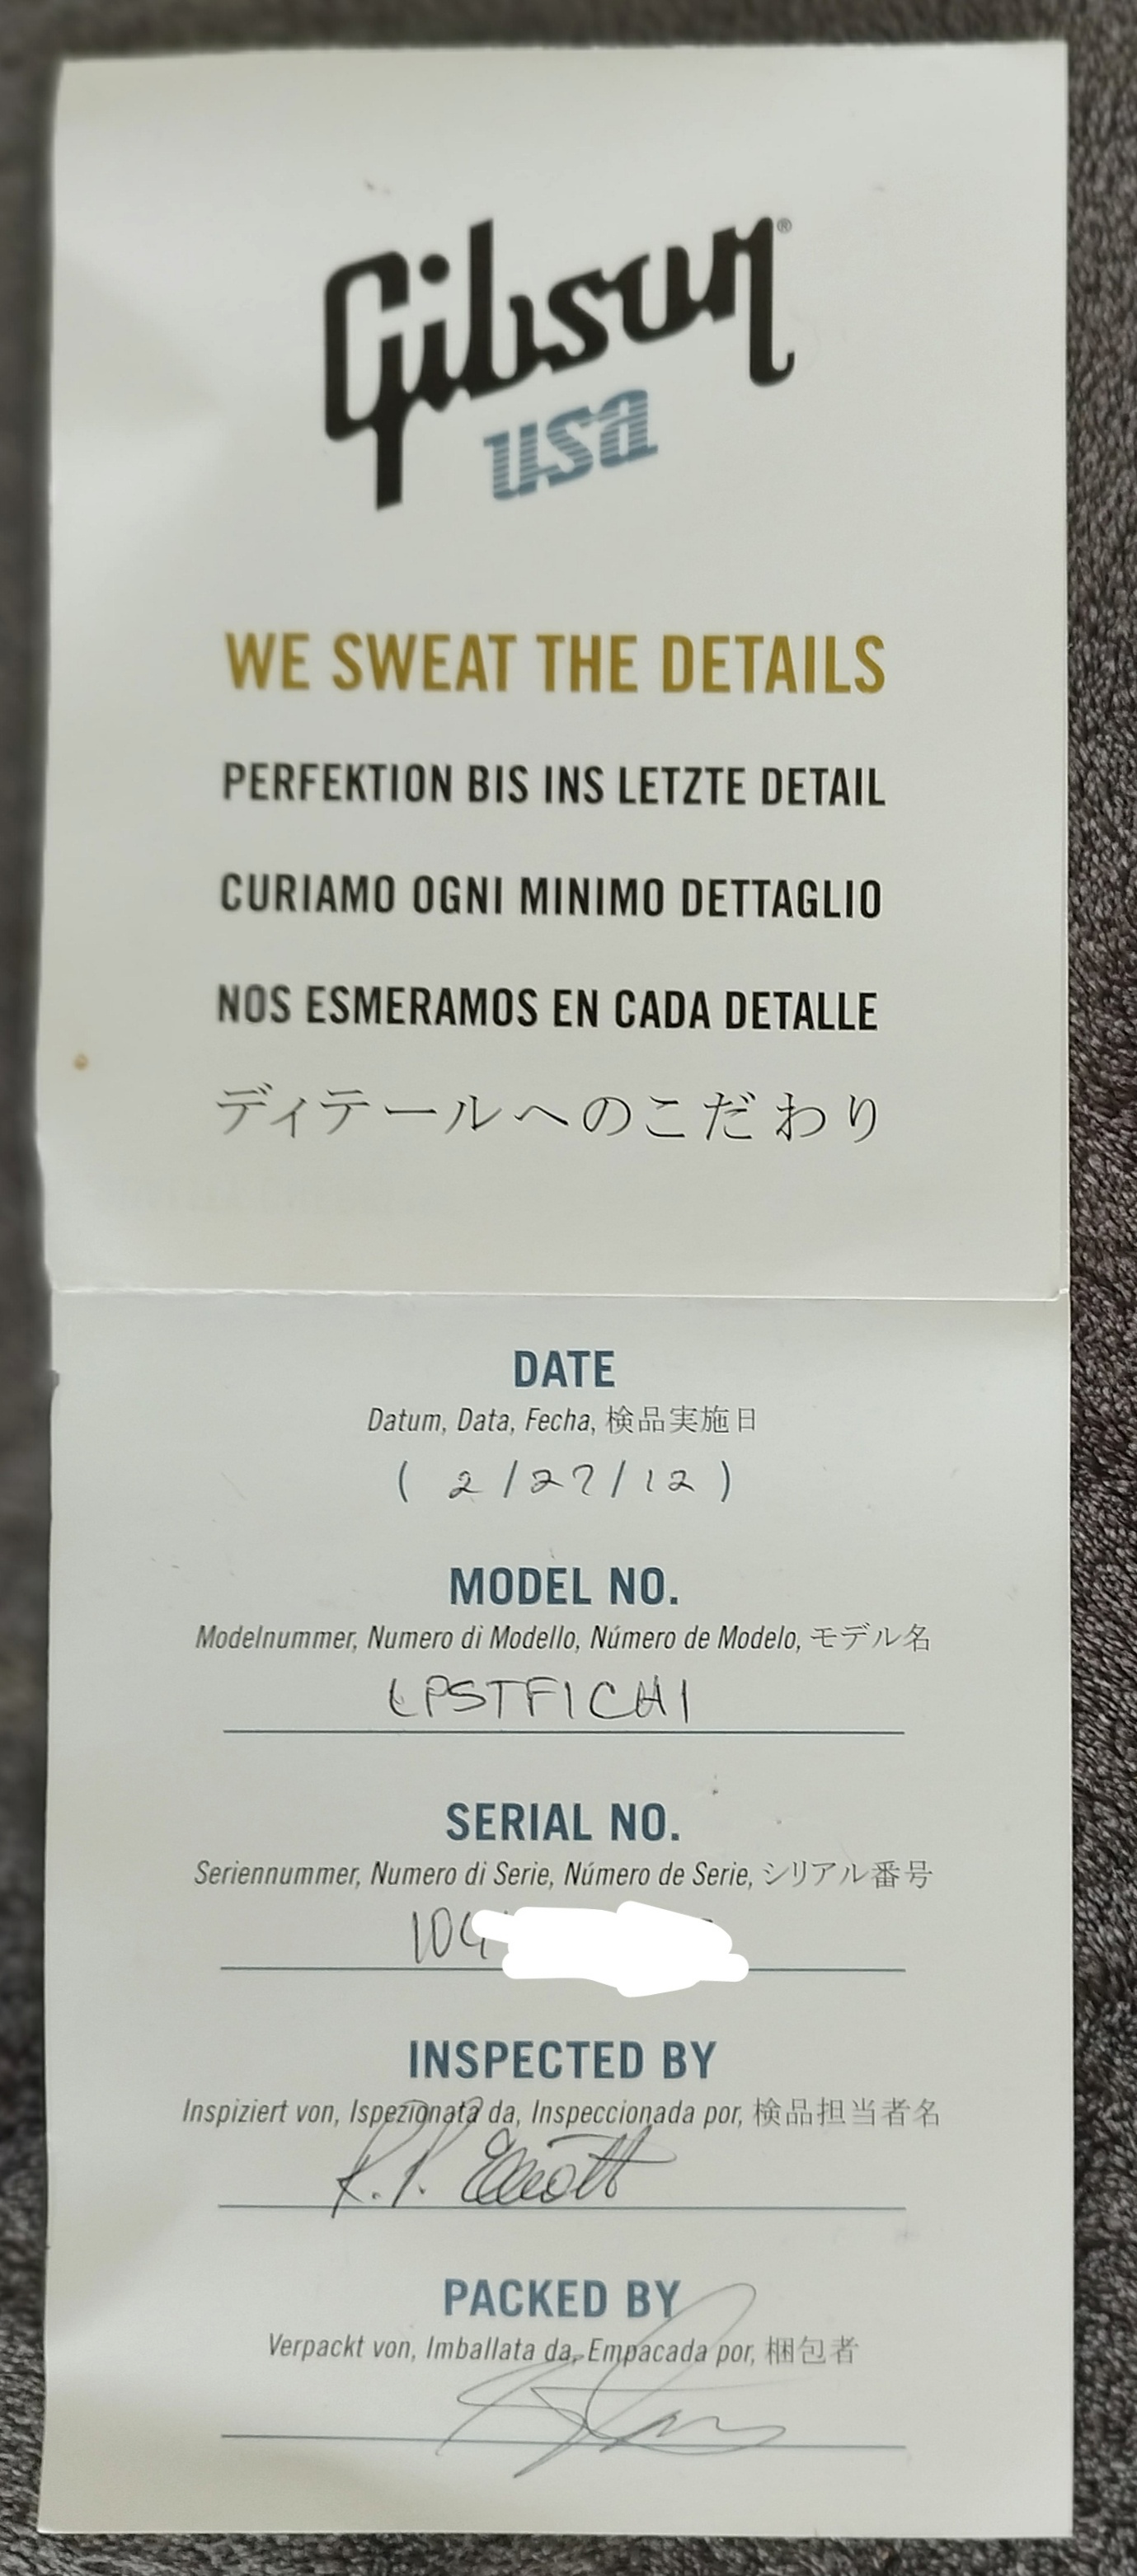 Gibson®
usa
WE SWEAT THE DETAILS
PERFEKTION BIS INS LETZTE DETAIL
CURIAMO OGNI MINIMO DETTAGLIO
NOS ESMERAMOS EN CADA DETALLE
ディテールへのこだわり
DATE
Datum, Data, Fecha, 検品実施日
( 2/27/12 )
MODEL NO.
Modelnummer, Numero di Modello, Número de Modelo, モデル名
LPSTFICH1
SERIAL NO.
Seriennummer, Numero di Serie, Número de Serie, シリアル番号
INSPECTED BY
Inspiziert von, Ispezionata da, Inspeccionada por, 検品担当者名
PACKED BY
Verpackt von, Imballata da, Empacada por, 梱包者